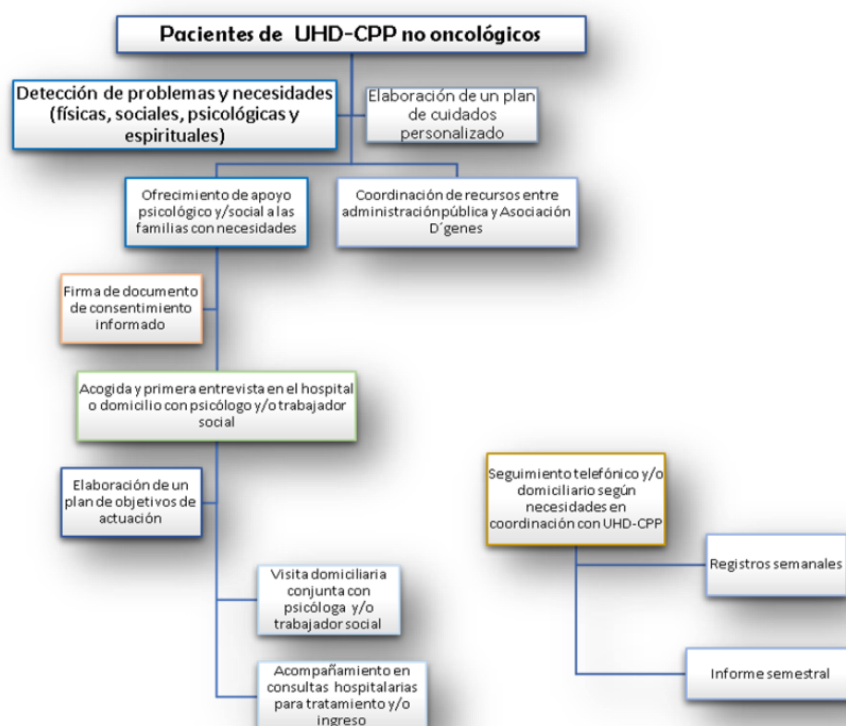 Pacientes de UHD-CPP no oncológicos
Detección de problemas y necesidades
(físicas, sociales, psicológicas y
espirituales)
Elaboración de un plan
de cuidados
personalizado
Ofrecimiento de apoyo
psicológico y/social a las
familias con necesidades
Coordinación de recursos entre
administración pública y Asociación
D´genes
Firma de documento
de consentimiento
informado
Acogida y primera entrevista en el hospital
o domicilio con psicólogo y/o trabajador
social
Elaboración de un
plan de objetivos de
actuación
Seguimiento telefónico y/o
domiciliario según
necesidades en
coordinación con UHD-CPP
Registros semanales
Visita domiciliaria
conjunta con
psicóloga y/o
trabajador social
Informe semestral
Acompañamiento en
consultas hospitalarias
para tratamiento y/o
ingreso